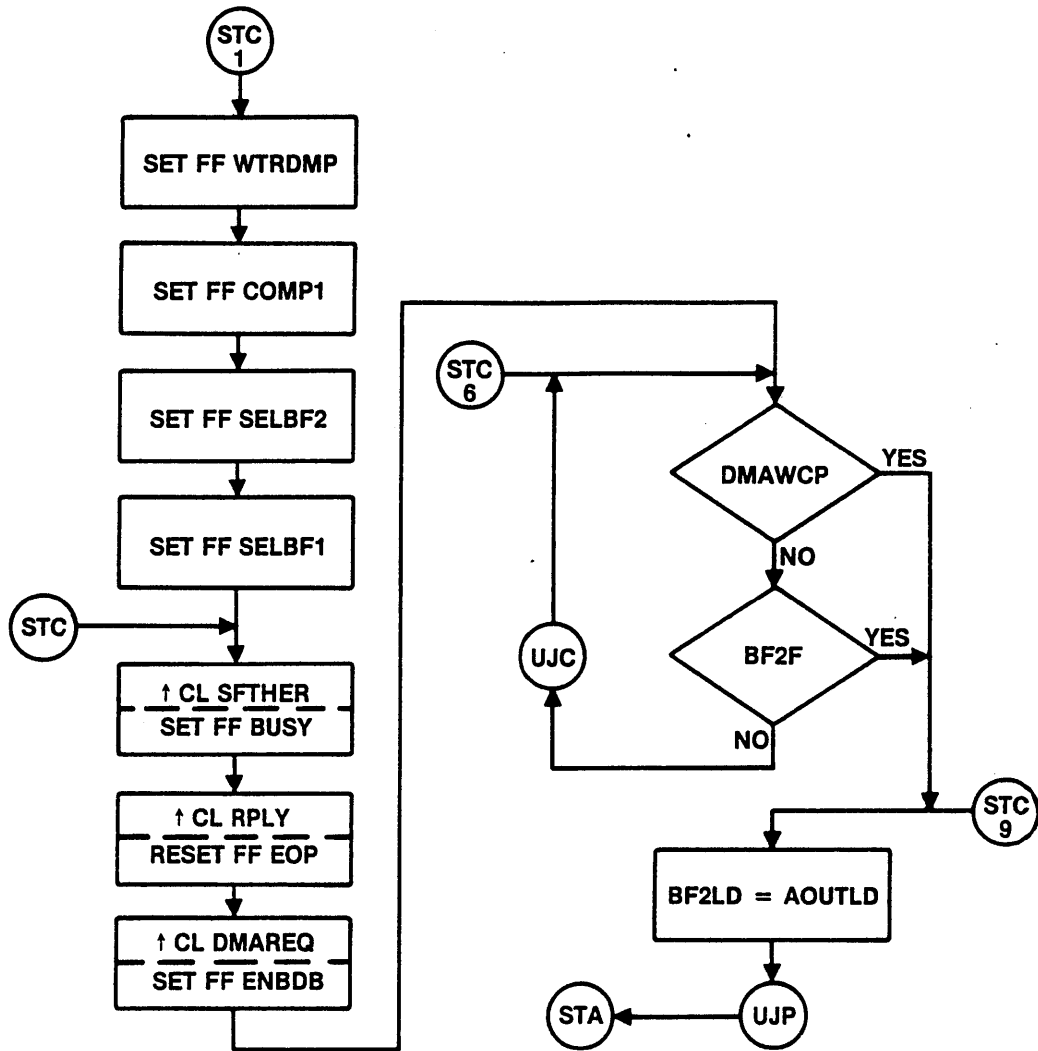 STC
1
SET FF WTRDMP
SET FF COMP1
SET FF SELBF2
SET FF SELBF1
STC
↑ CL SFTHER
SET FF BUSY
↑ CL RPLY
RESET FF EOP
↑ CL DMAREQ
SET FF ENBDB
STC
6
DMAWCP
YES
NO
BF2F
YES
NO
UJC
STC
9
BF2LD = AOUTLD
UJP
STA